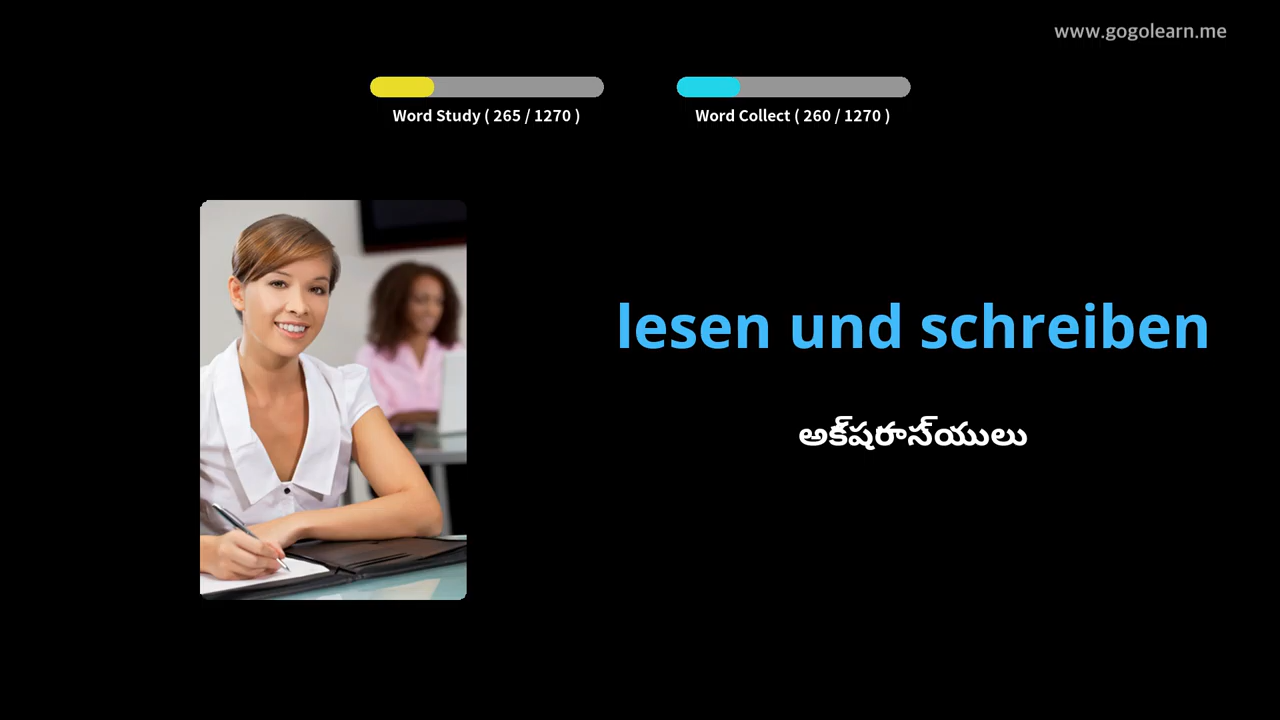 www.gogolearn.me
Word Study ( 265 / 1270 )
Word Collect ( 260 / 1270 )
lesen und schreiben
అక్‌షరాస్‌యులు